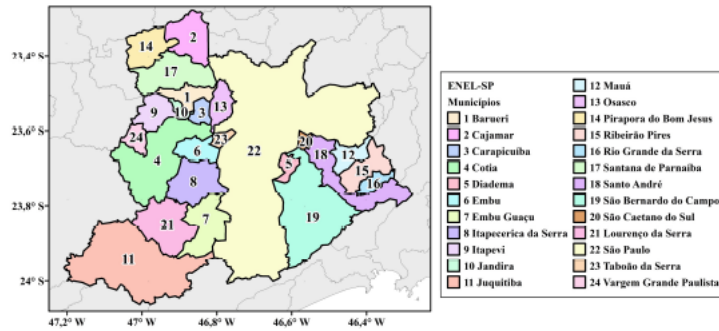 23,4° S
23,6° S
23,8° S
24° S
47,2° O
47° O
46,8° O
46,6° O
46,4° O
14
2
17
1
9
10
3
13
24
23
20
4
6
22
5
18
12
15
16
8
19
7
21
11
ENEL-SP
Municípios
1 Barueri
2 Cajamar
3 Carapicuíba
4 Cotia
5 Diadema
6 Embu
7 Embu Guaçu
8 Itapecerica da Serra
9 Itapevi
10 Jandira
11 Juquitiba
12 Mauá
13 Osasco
14 Pirapora do Bom Jesus
15 Ribeirão Pires
16 Rio Grande da Serra
17 Santana de Parnaíba
18 Santo André
19 São Bernardo do Campo
20 São Caetano do Sul
21 Lourenço da Serra
22 São Paulo
23 Taboão da Serra
24 Vargem Grande Paulista